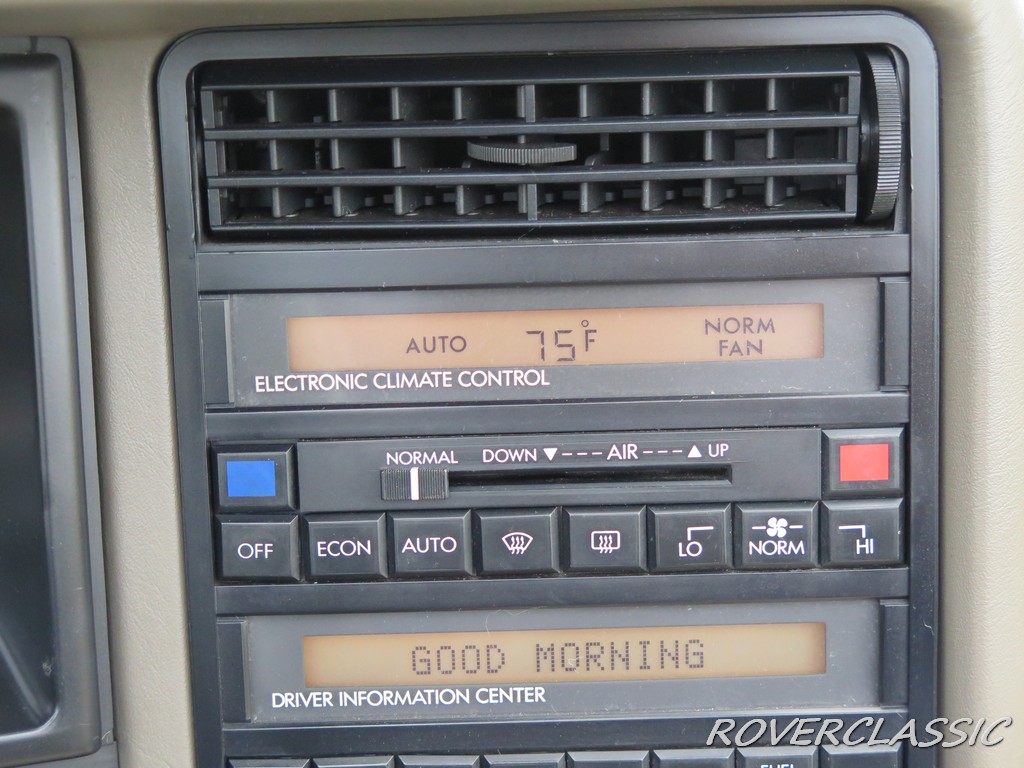 AUTO 75°F NORM FAN
ELECTRONIC CLIMATE CONTROL
NORMAL DOWN ▼---AIR---▲ UP
OFF ECON AUTO LO NORM HI
GOOD MORNING
DRIVER INFORMATION CENTER
ROVERCLASSIC
FUEL